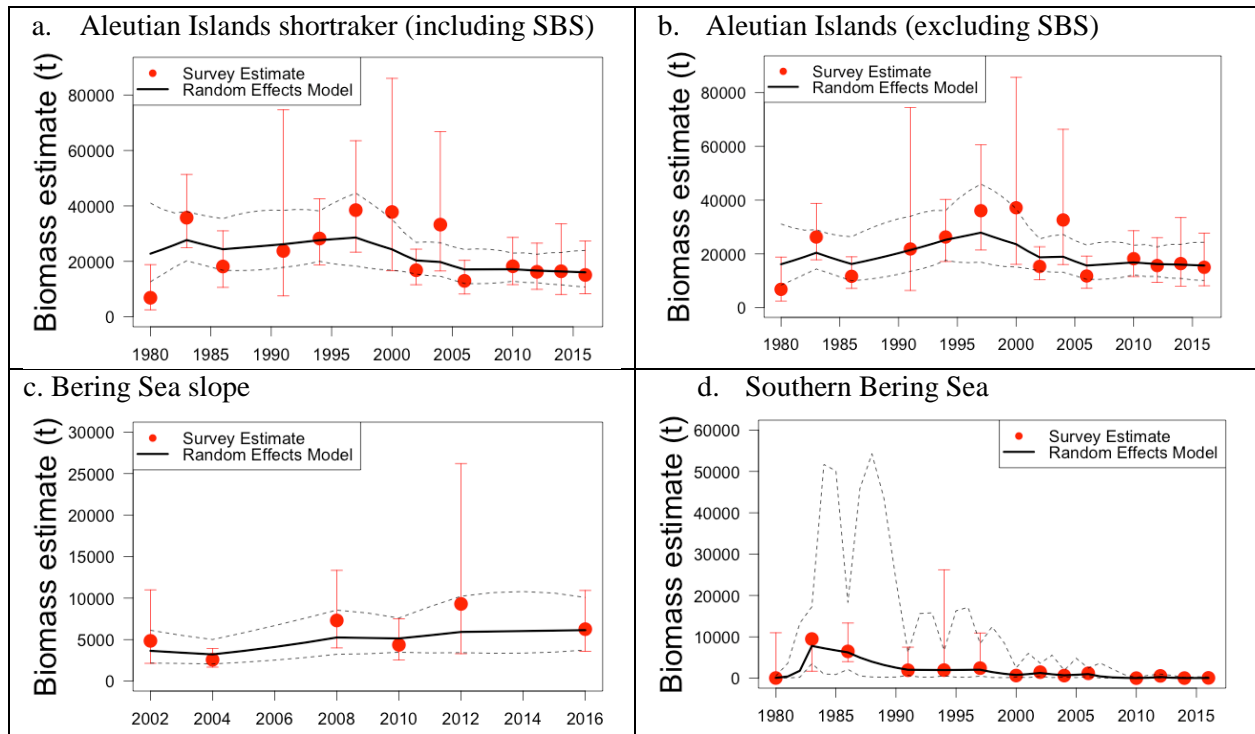 a. Aleutian Islands shortraker (including SBS)
Survey Estimate
Random Effects Model
Biomass estimate (t)
80000
60000
40000
20000
0
1980 1985 1990 1995 2000 2005 2010 2015
b. Aleutian Islands (excluding SBS)
Survey Estimate
Random Effects Model
Biomass estimate (t)
80000
60000
40000
20000
0
1980 1985 1990 1995 2000 2005 2010 2015
c. Bering Sea slope
Survey Estimate
Random Effects Model
Biomass estimate (t)
30000
25000
20000
15000
10000
5000
0
2002 2004 2006 2008 2010 2012 2014 2016
d. Southern Bering Sea
Survey Estimate
Random Effects Model
Biomass estimate (t)
60000
50000
40000
30000
20000
10000
0
1980 1985 1990 1995 2000 2005 2010 2015